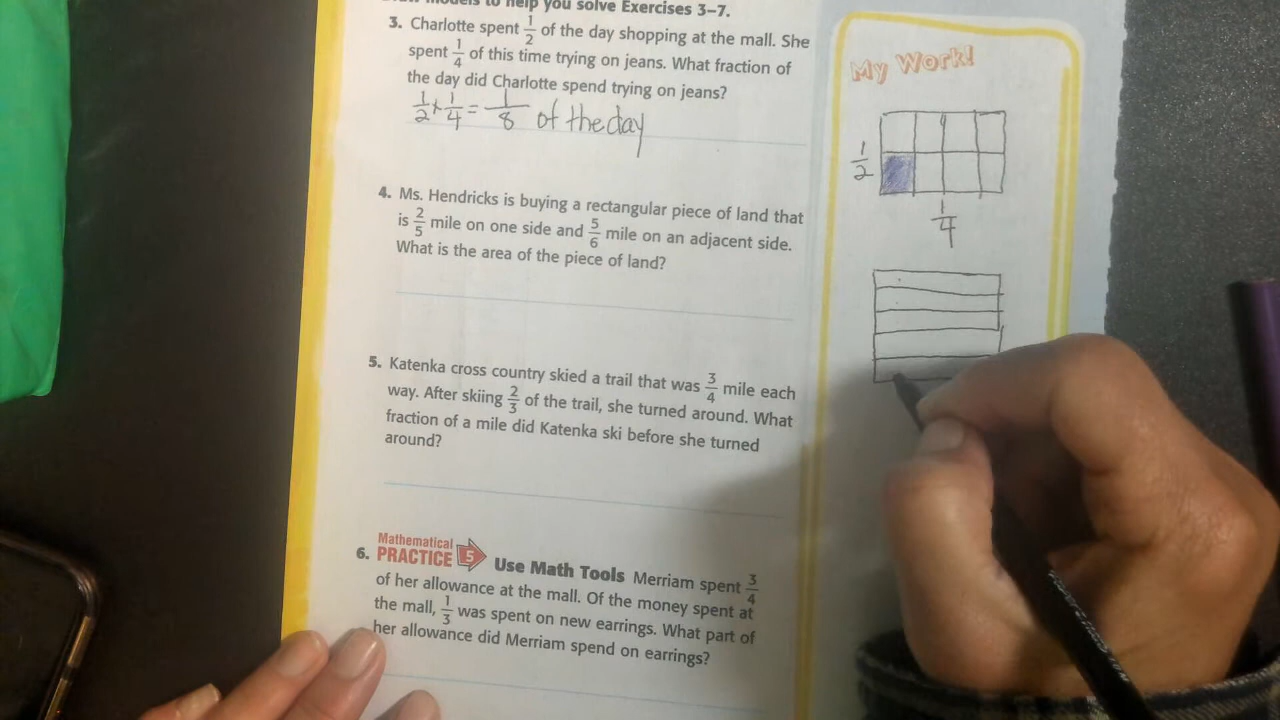 to help you solve Exercises 3–7.
3. Charlotte spent 1/2 of the day shopping at the mall. She
spent 1/4 of this time trying on jeans. What fraction of
the day did Charlotte spend trying on jeans?
1/2 × 1/4 = 1/8 of the day
4. Ms. Hendricks is buying a rectangular piece of land that
is 2/5 mile on one side and 5/6 mile on an adjacent side.
What is the area of the piece of land?
5. Katenka cross country skied a trail that was 3/4 mile each
way. After skiing 2/3 of the trail, she turned around. What
fraction of a mile did Katenka ski before she turned
around?
6. Mathematical
PRACTICE 5 Use Math Tools Merriam spent 3/4
of her allowance at the mall. Of the money spent at
the mall, 1/3 was spent on new earrings. What part of
her allowance did Merriam spend on earrings?
My Work!
1/2
1/4